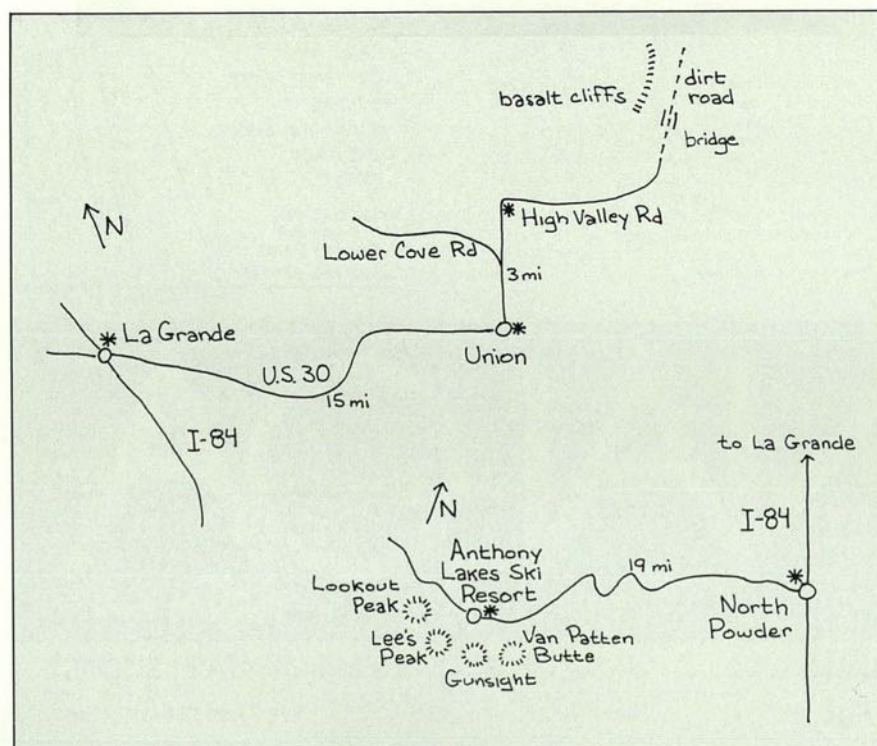 basalt cliffs
dirt
road
bridge
N
* High Valley Rd
Lower Cove Rd
3 mi
* La Grande
*
Union
U.S. 30
15 mi
I-84
to La Grande
N
I-84
Anthony
Lakes Ski
Resort
*
19 mi
*
North
Powder
Lookout
Peak
Lee's
Peak
Gunsight
Van Patten
Butte